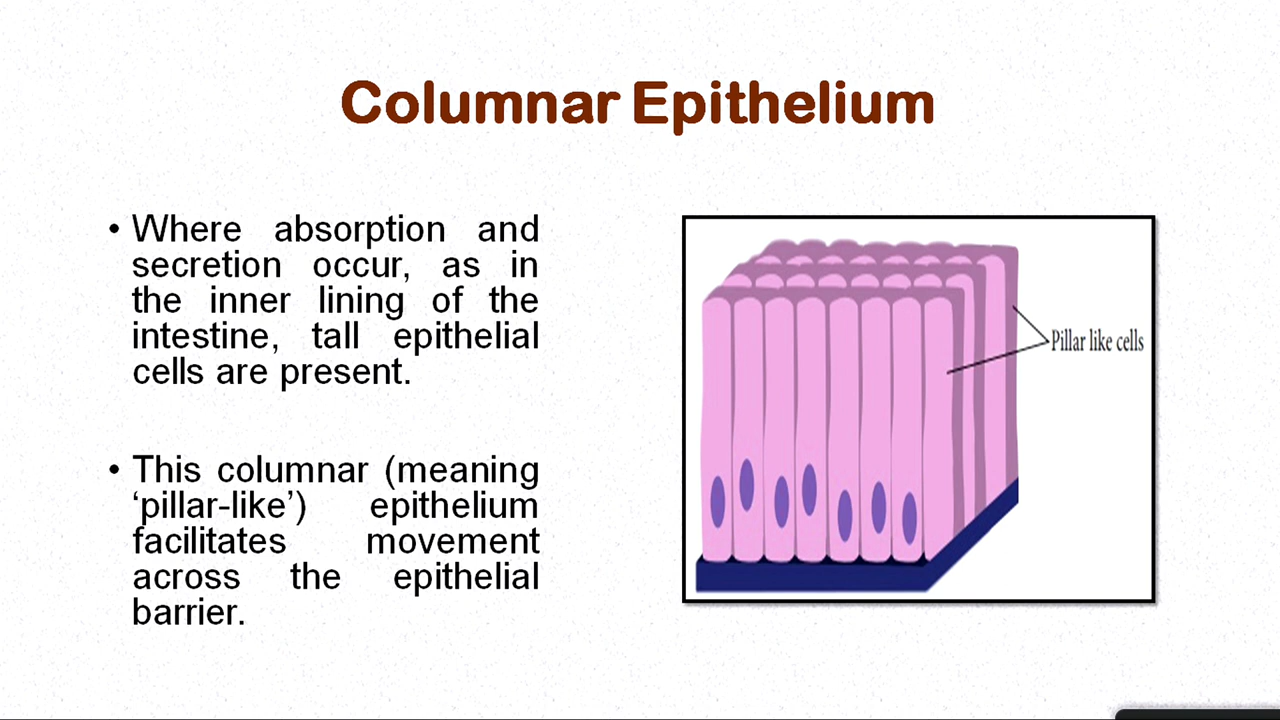 Columnar Epithelium
• Where absorption and
secretion occur, as in
the inner lining of the
intestine, tall epithelial
cells are present.
• This columnar (meaning
‘pillar-like’) epithelium
facilitates movement
across the epithelial
barrier.
Pillar like cells